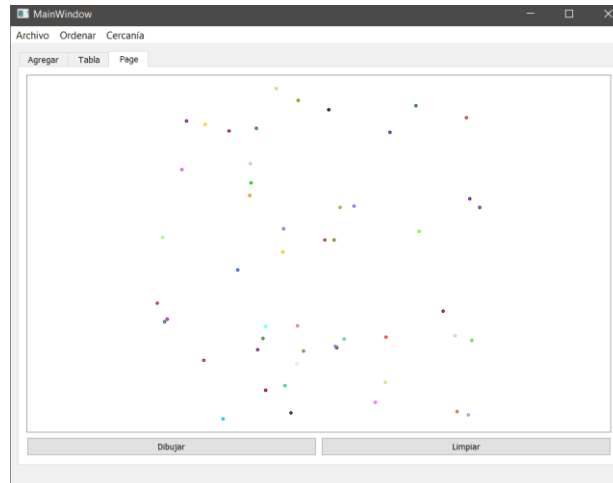 MainWindow
Archivo Ordenar Cercanía
Agregar Tabla Page
Dibujar Limpiar